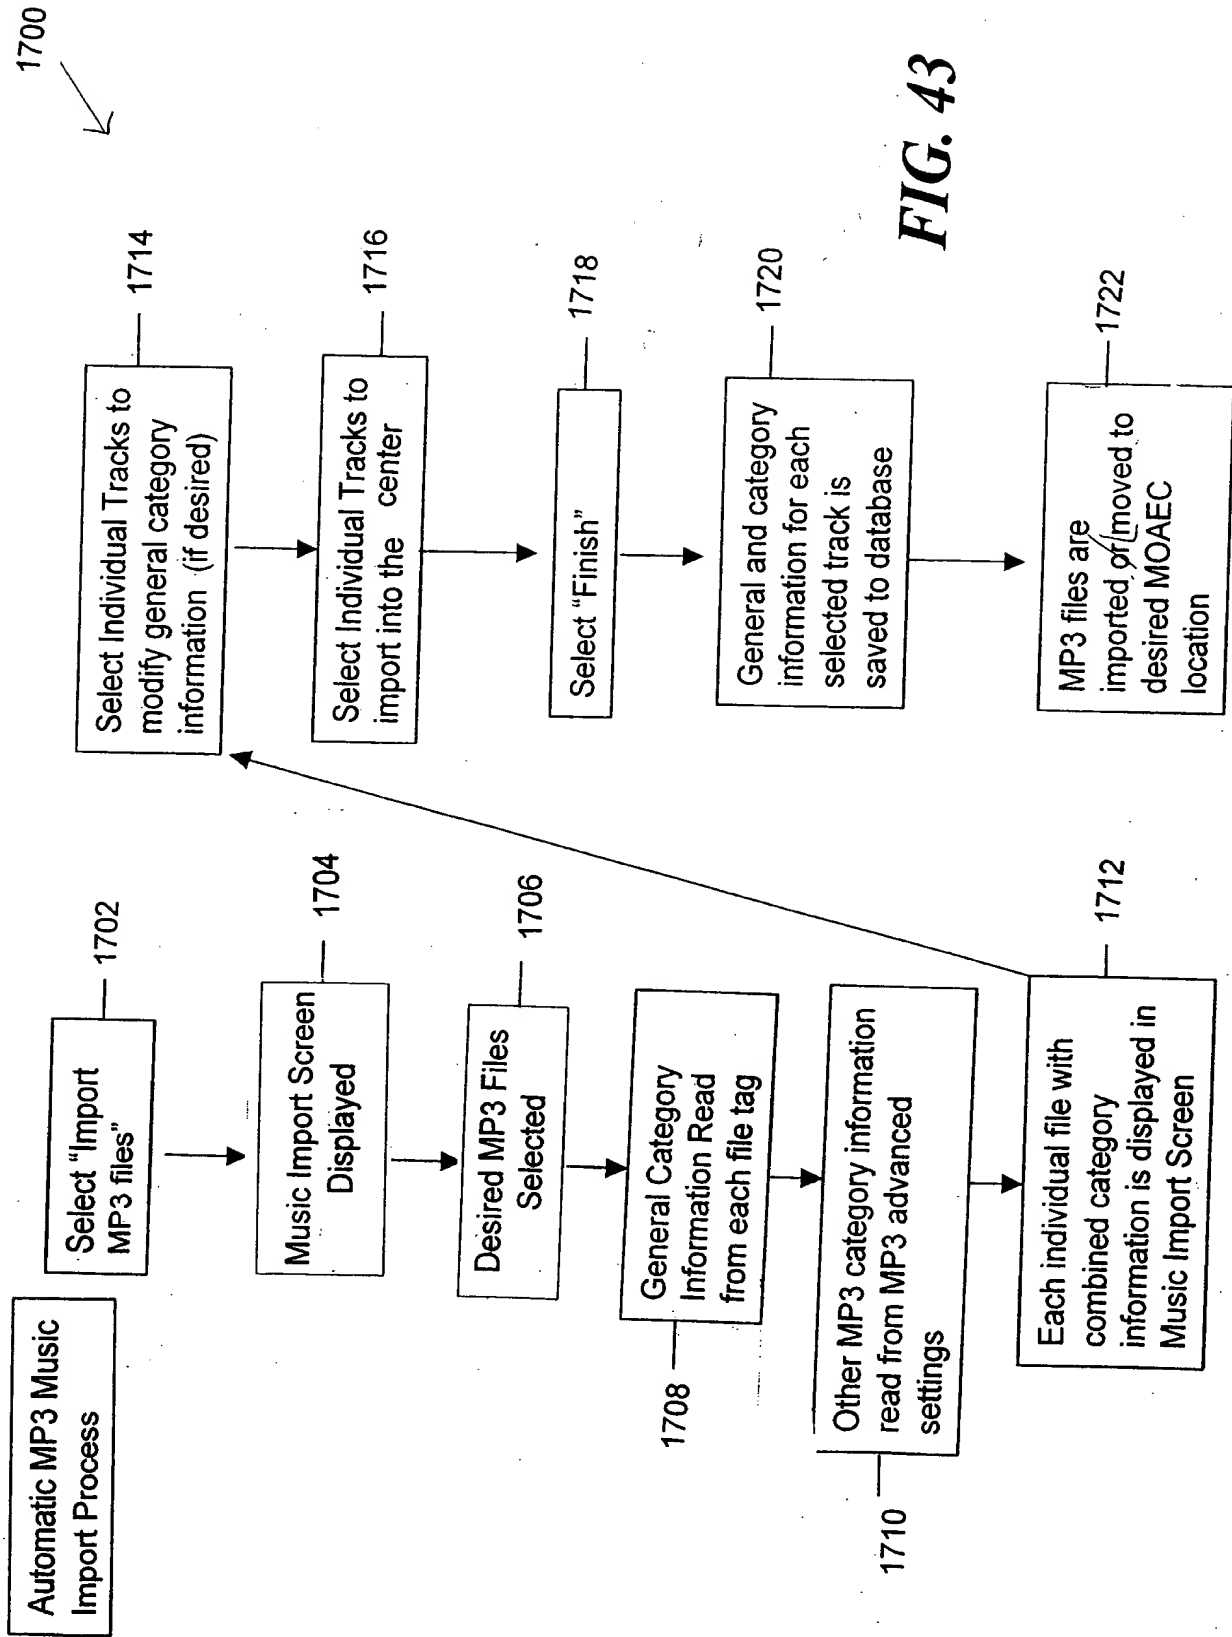 1700
Automatic MP3 Music
Import Process
Select “Import
MP3 files”
1702
Music Import Screen
Displayed
1704
Desired MP3 Files
Selected
1706
General Category
Information Read
from each file tag
1708
Other MP3 category information
read from MP3 advanced
settings
1710
Each individual file with
combined category
information is displayed in
Music Import Screen
1712
Select Individual Tracks to
modify general category
information (if desired)
1714
Select Individual Tracks to
import into the center
1716
Select “Finish”
1718
General and category
information for each
selected track is
saved to database
1720
MP3 files are
imported or moved to
desired MOAEC
location
1722
FIG. 43